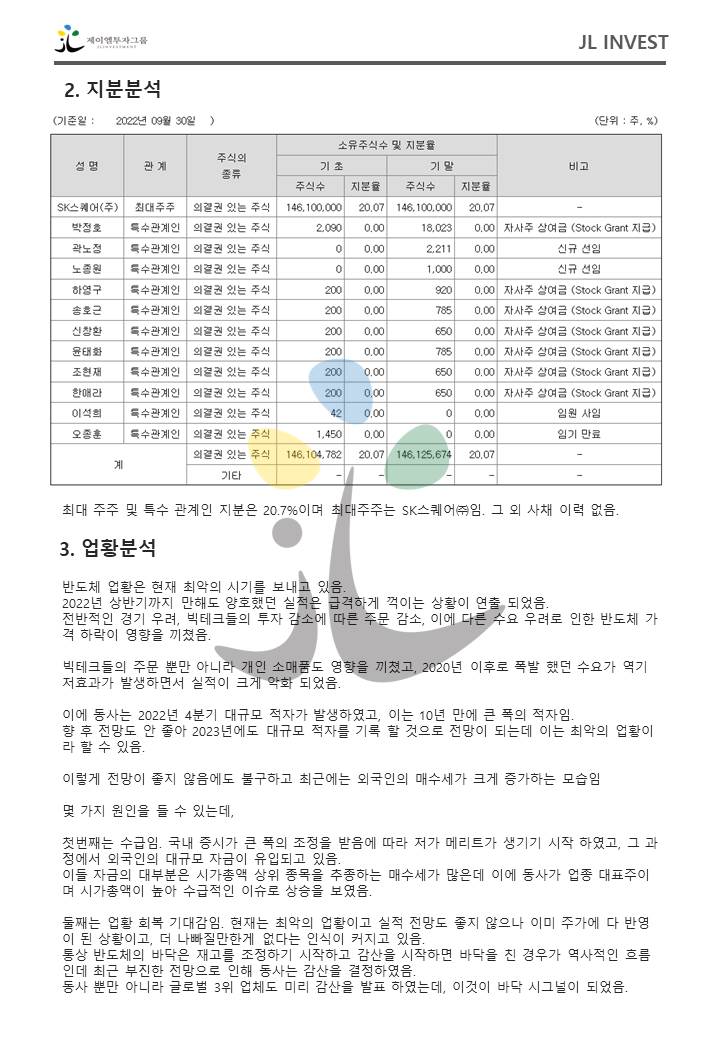 제이엘투자그룹
JLINVESTMENT
JL INVEST
2. 지분분석
(기준일 : 2022년 09월 30일 ) (단위 : 주, %)
성 명 관 계 주식의 종류 소유주식수 및 지분율 비고
기 초 기 말
주식수 지분율 주식수 지분율
SK스퀘어(주) 최대주주 의결권 있는 주식 146,100,000 20.07 146,100,000 20.07 -
박정호 특수관계인 의결권 있는 주식 2,090 0.00 18,023 0.00 자사주 상여금 (Stock Grant 지급)
곽노정 특수관계인 의결권 있는 주식 0 0.00 2,211 0.00 신규 선임
노종원 특수관계인 의결권 있는 주식 0 0.00 1,000 0.00 신규 선임
하영구 특수관계인 의결권 있는 주식 200 0.00 920 0.00 자사주 상여금 (Stock Grant 지급)
송호근 특수관계인 의결권 있는 주식 200 0.00 785 0.00 자사주 상여금 (Stock Grant 지급)
신창환 특수관계인 의결권 있는 주식 200 0.00 650 0.00 자사주 상여금 (Stock Grant 지급)
윤태화 특수관계인 의결권 있는 주식 200 0.00 785 0.00 자사주 상여금 (Stock Grant 지급)
조현재 특수관계인 의결권 있는 주식 200 0.00 650 0.00 자사주 상여금 (Stock Grant 지급)
한애라 특수관계인 의결권 있는 주식 200 0.00 650 0.00 자사주 상여금 (Stock Grant 지급)
이석희 특수관계인 의결권 있는 주식 42 0.00 0 0.00 임원 사임
오종훈 특수관계인 의결권 있는 주식 1,450 0.00 0 0.00 임기 만료
계 의결권 있는 주식 146,104,782 20.07 146,125,674 20.07 -
기타 - - - - -
최대 주주 및 특수 관계인 지분은 20.7%이며 최대주주는 SK스퀘어㈜임. 그 외 사채 이력 없음.
3. 업황분석
반도체 업황은 현재 최악의 시기를 보내고 있음.
2022년 상반기까지 만해도 양호했던 실적은 급격하게 꺽이는 상황이 연출 되었음.
전반적인 경기 우려, 빅테크들의 투자 감소에 따른 주문 감소, 이에 다른 수요 우려로 인한 반도체 가
격 하락이 영향을 끼쳤음.
빅테크들의 주문 뿐만 아니라 개인 소매품도 영향을 끼쳤고, 2020년 이후로 폭발 했던 수요가 역기
저효과가 발생하면서 실적이 크게 악화 되었음.
이에 동사는 2022년 4분기 대규모 적자가 발생하였고, 이는 10년 만에 큰 폭의 적자임.
향 후 전망도 안 좋아 2023년에도 대규모 적자를 기록 할 것으로 전망이 되는데 이는 최악의 업황이
라 할 수 있음.
이렇게 전망이 좋지 않음에도 불구하고 최근에는 외국인의 매수세가 크게 증가하는 모습임
몇 가지 원인을 들 수 있는데,
첫번째는 수급임. 국내 증시가 큰 폭의 조정을 받음에 따라 저가 메리트가 생기기 시작 하였고, 그 과
정에서 외국인의 대규모 자금이 유입되고 있음.
이들 자금의 대부분은 시가총액 상위 종목을 추종하는 매수세가 많은데 이에 동사가 업종 대표주이
며 시가총액이 높아 수급적인 이슈로 상승을 보였음.
둘째는 업황 회복 기대감임. 현재는 최악의 업황이고 실적 전망도 좋지 않으나 이미 주가에 다 반영
이 된 상황이고, 더 나빠질만한게 없다는 인식이 커지고 있음.
통상 반도체의 바닥은 재고를 조정하기 시작하고 감산을 시작하면 바닥을 친 경우가 역사적인 흐름
인데 최근 부진한 전망으로 인해 동사는 감산을 결정하였음.
동사 뿐만 아니라 글로벌 3위 업체도 미리 감산을 발표 하였는데, 이것이 바닥 시그널이 되었음.